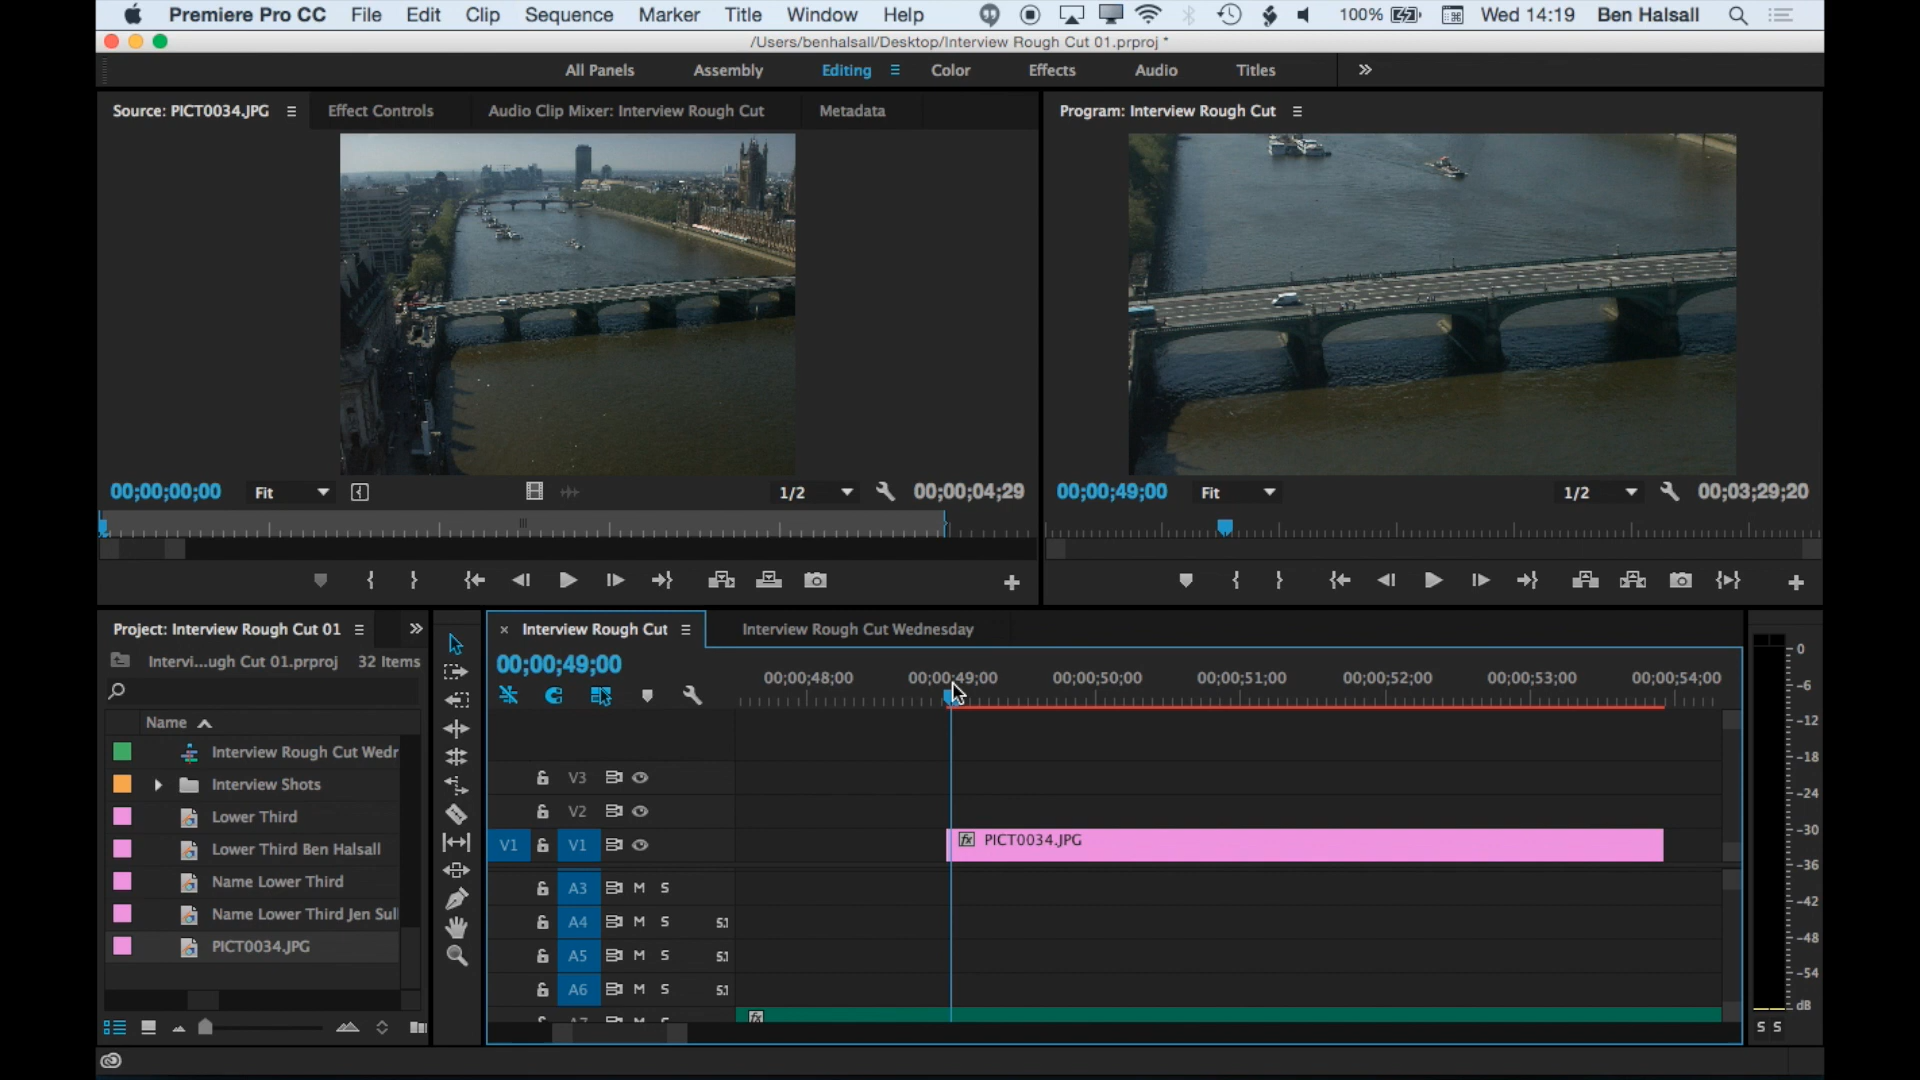 Premiere Pro CC File Edit Clip Sequence Marker Title Window Help 100% Wed 14:19 Ben Halsall
/Users/benhalsall/Desktop/Interview Rough Cut 01.prproj *
All Panels Assembly Editing Color Effects Audio Titles
Source: PICT0034.JPG Effect Controls Audio Clip Mixer: Interview Rough Cut Metadata
Program: Interview Rough Cut
00;00;00;00 Fit 1/2 00;00;04;29
00;00;49;00 Fit 1/2 00;03;29;20
Project: Interview Rough Cut 01
Intervi...ugh Cut 01.prproj 32 Items
Name
Interview Rough Cut Wedr
Interview Shots
Lower Third
Lower Third Ben Halsall
Name Lower Third
Name Lower Third Jen Sul
PICT0034.JPG
× Interview Rough Cut Interview Rough Cut Wednesday
00;00;49;00
00;00;48;00 00;00;49;00 00;00;50;00 00;00;51;00 00;00;52;00 00;00;53;00 00;00;54;00
V3
V2
V1 V1 fx PICT0034.JPG
A3 M S
A4 M S 5.1
A5 M S 5.1
A6 M S 5.1
fx
0
-6
-12
-18
-24
-30
-36
-42
-48
-54
dB
S S